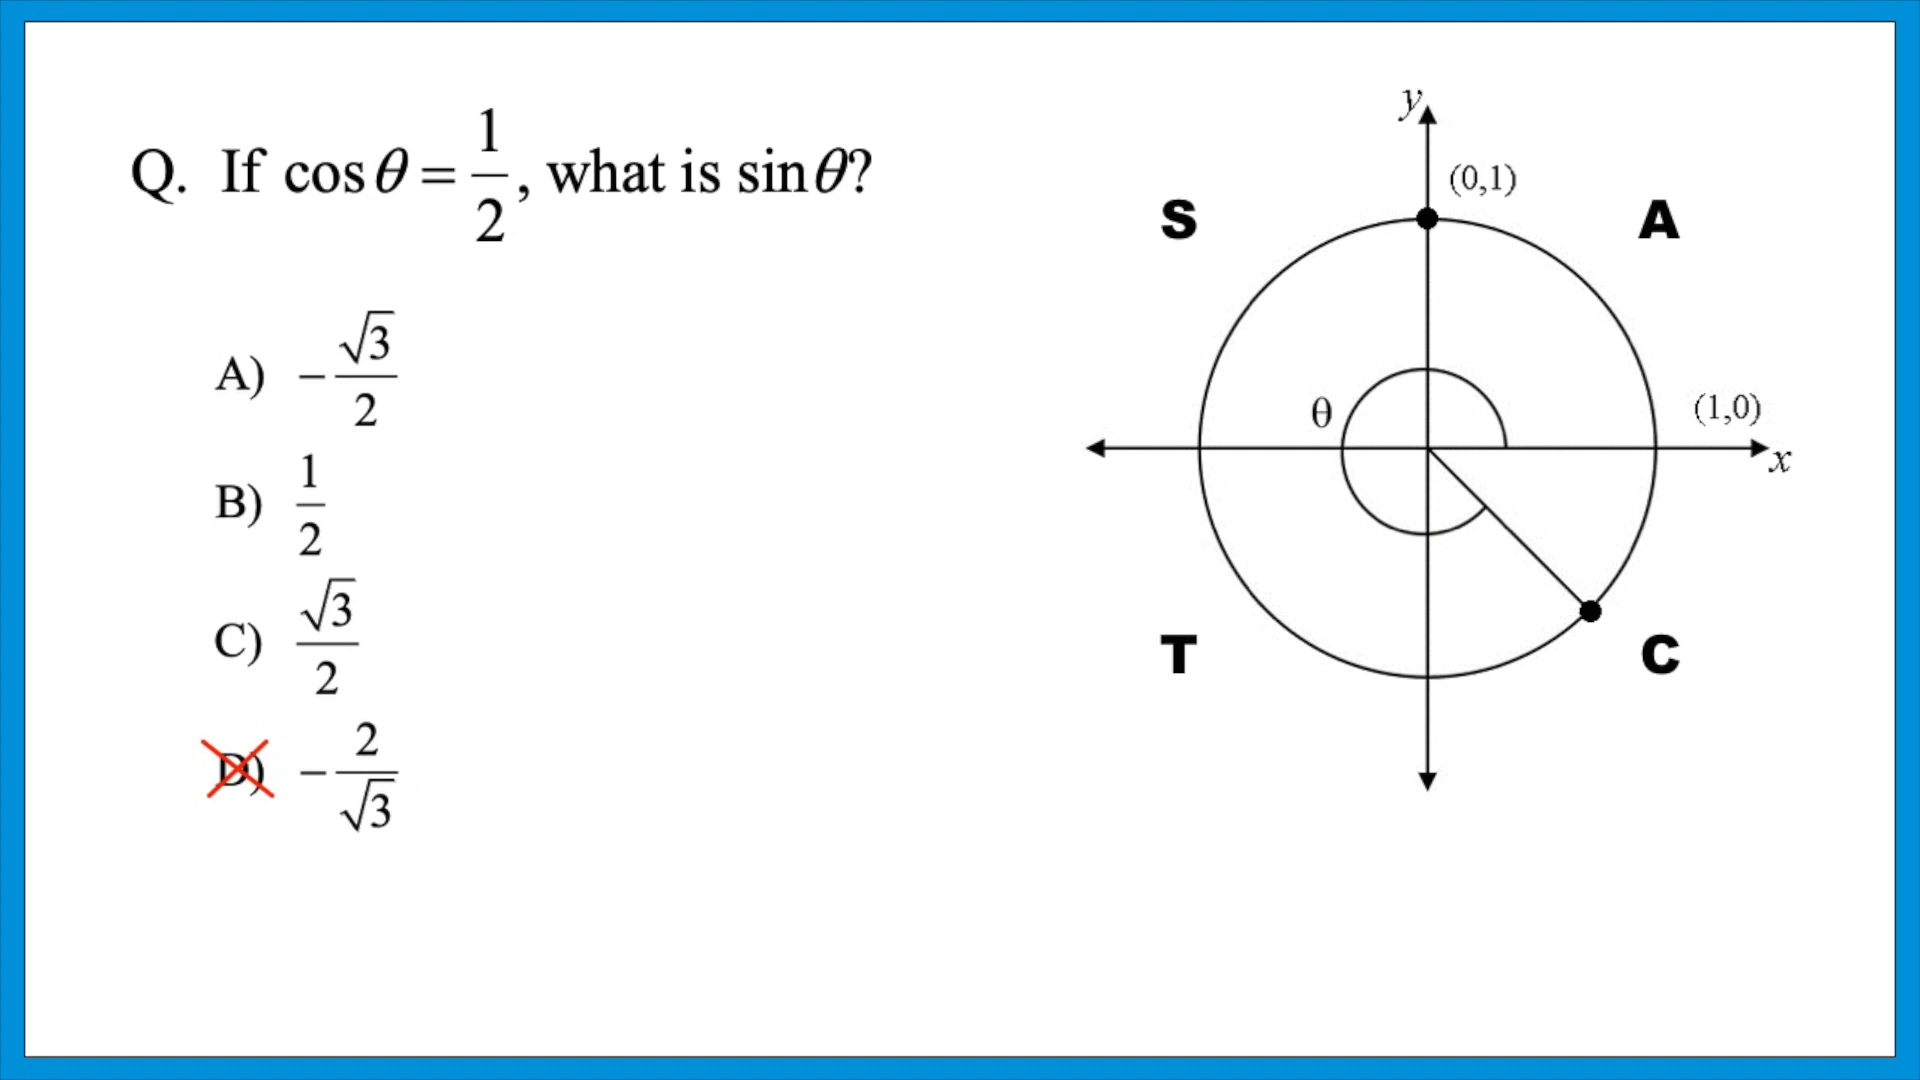 Q. If cos θ = 1/2, what is sin θ?
A) −√3/2
B) 1/2
C) √3/2
D) −2/√3
y
(0,1)
S
A
θ
(1,0)
x
T
C